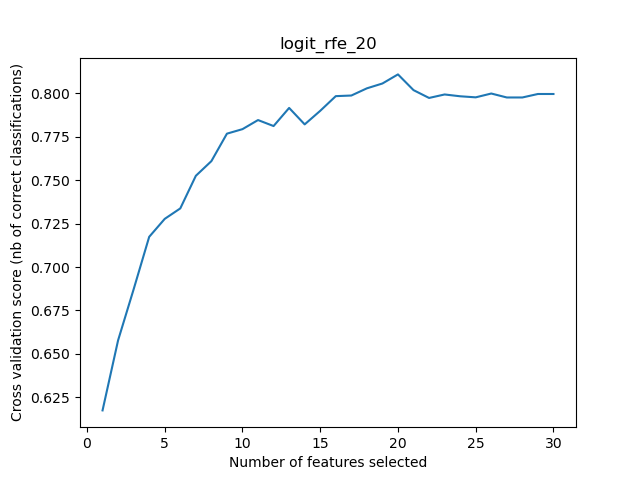 logit_rfe_20
Cross validation score (nb of correct classifications)
0.800
0.775
0.750
0.725
0.700
0.675
0.650
0.625
0 5 10 15 20 25 30
Number of features selected